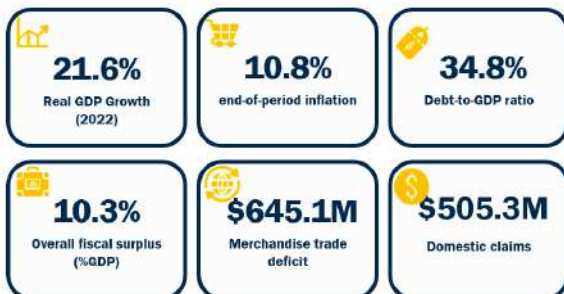 21.6%
Real GDP Growth
(2022)
10.8%
end-of-period inflation
34.8%
Debt-to-GDP ratio
10.3%
Overall fiscal surplus
(%GDP)
$645.1M
Merchandise trade
deficit
$505.3M
Domestic claims